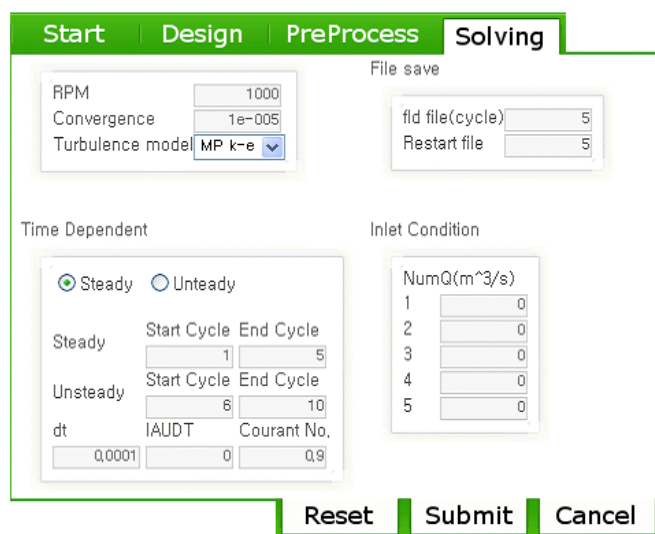 Start Design PreProcess Solving
File save
RPM 1000
Convergence 1e-005
Turbulence model MP k-e
fld file(cycle) 5
Restart file 5
Time Dependent
Steady Unteady
Steady
Start Cycle End Cycle
1 5
Unsteady
Start Cycle End Cycle
6 10
dt IAUDT Courant No,
0,0001 0 0,9
Inlet Condition
NumQ(m^3/s)
1 0
2 0
3 0
4 0
5 0
Reset Submit Cancel